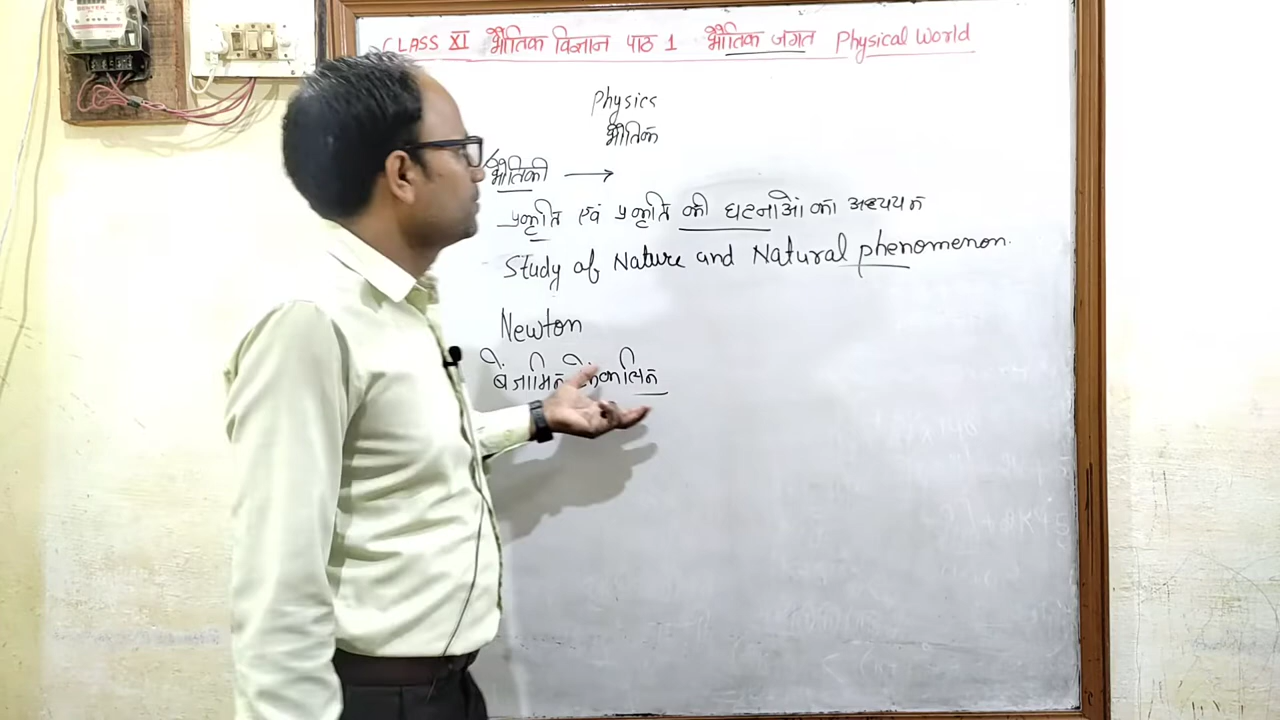 CLASS XI भौतिक विज्ञान पाठ 1 भौतिक जगत Physical World
Physics
भौतिक
भौतिकी →
प्रकृति एवं प्रकृति की घटनाओं का अध्ययन
Study of Nature and Natural phenomenon.
Newton
बेंजामिन